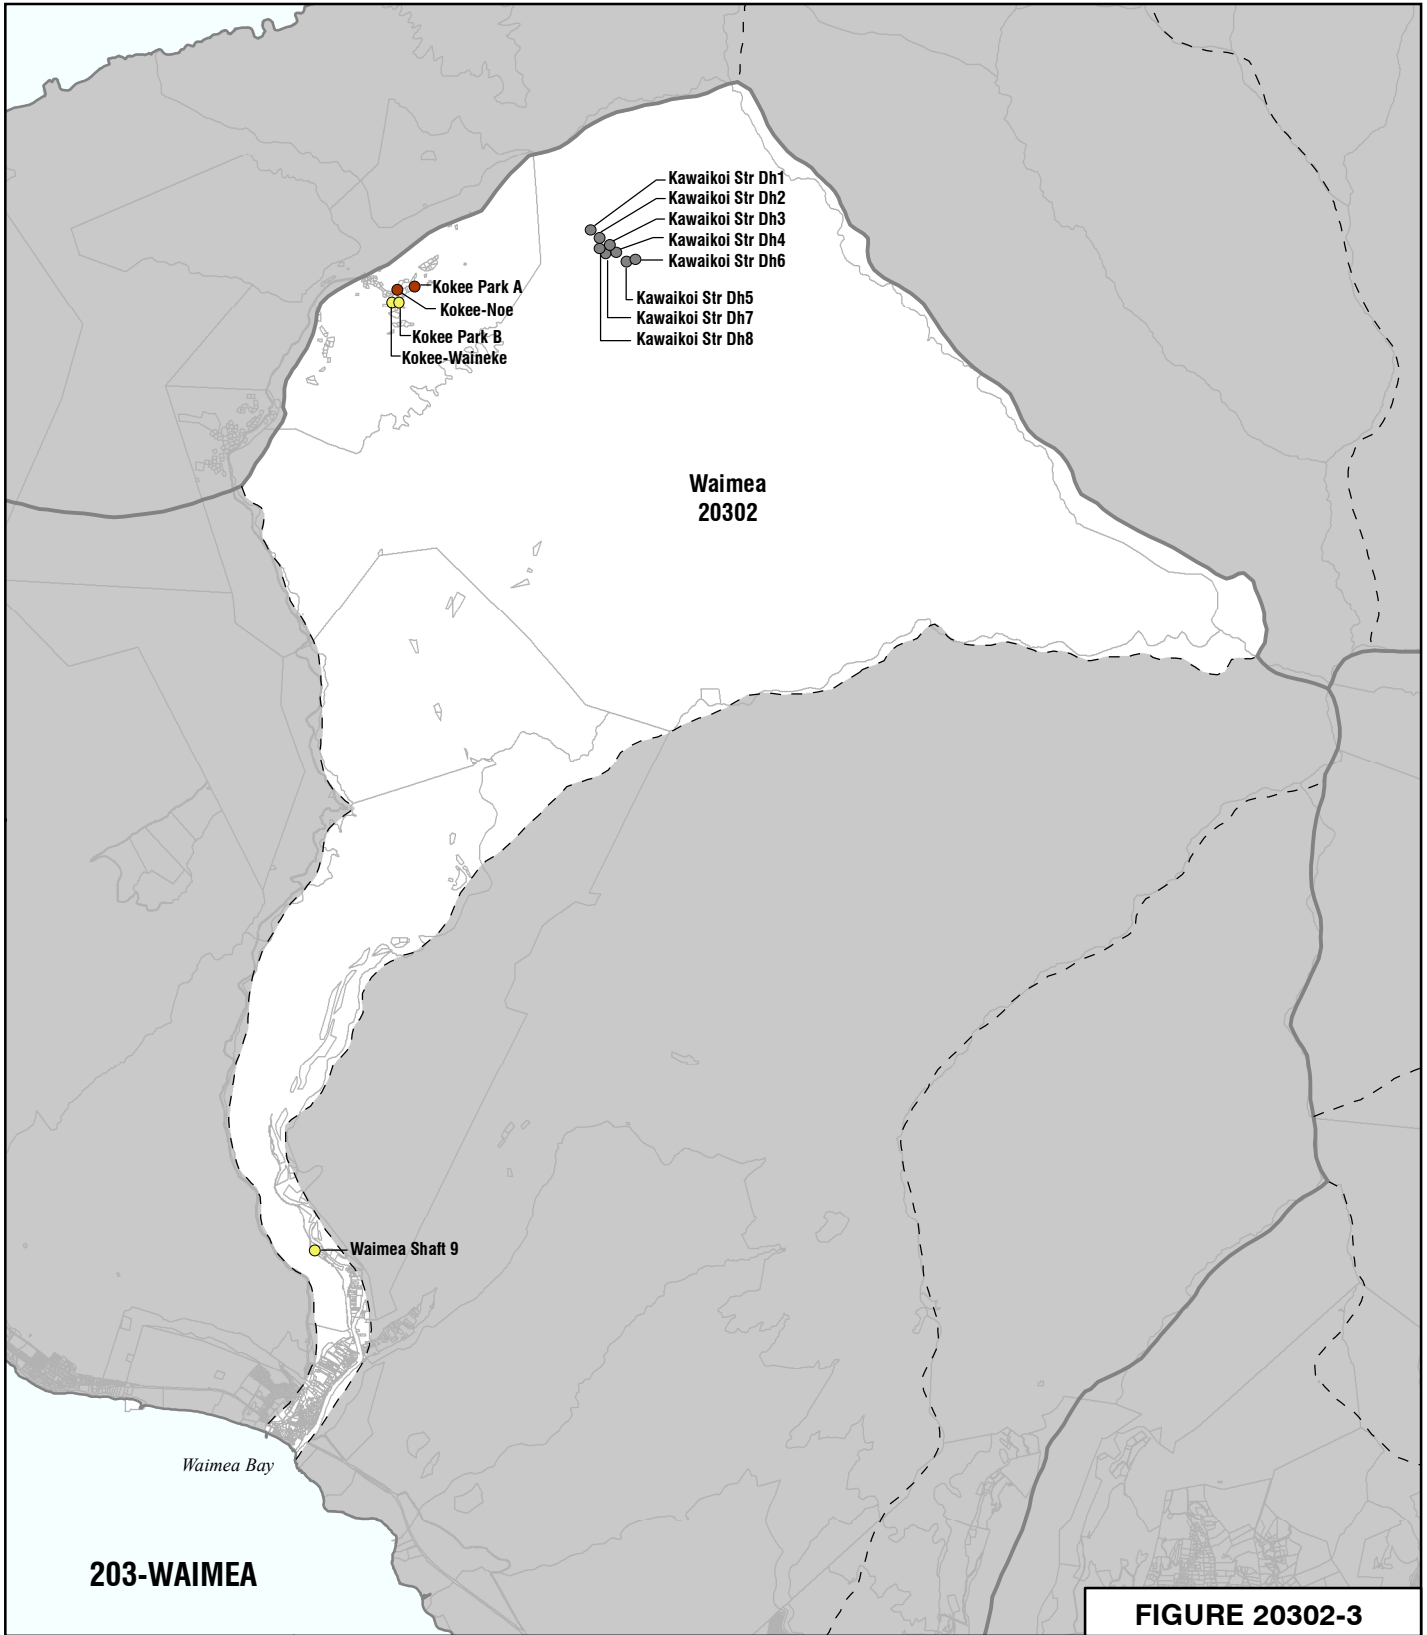 Kawaikoi Str Dh1
Kawaikoi Str Dh2
Kawaikoi Str Dh3
Kawaikoi Str Dh4
Kawaikoi Str Dh6
Kawaikoi Str Dh5
Kawaikoi Str Dh7
Kawaikoi Str Dh8
Kokee Park A
Kokee-Noe
Kokee Park B
Kokee-Waineke
Waimea
20302
Waimea Shaft 9
Waimea Bay
203-WAIMEA
FIGURE 20302-3